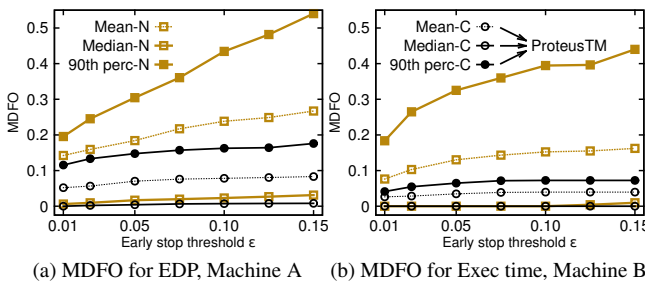 Mean-N
Median-N
90th perc-N
MDFO
0.5
0.4
0.3
0.2
0.1
0
0.01
0.05
0.10
0.15
Early stop threshold ε
(a) MDFO for EDP, Machine A
Mean-C
Median-C
90th perc-C
ProteusTM
MDFO
0.5
0.4
0.3
0.2
0.1
0
0.01
0.05
0.10
0.15
Early stop threshold ε
(b) MDFO for Exec time, Machine B